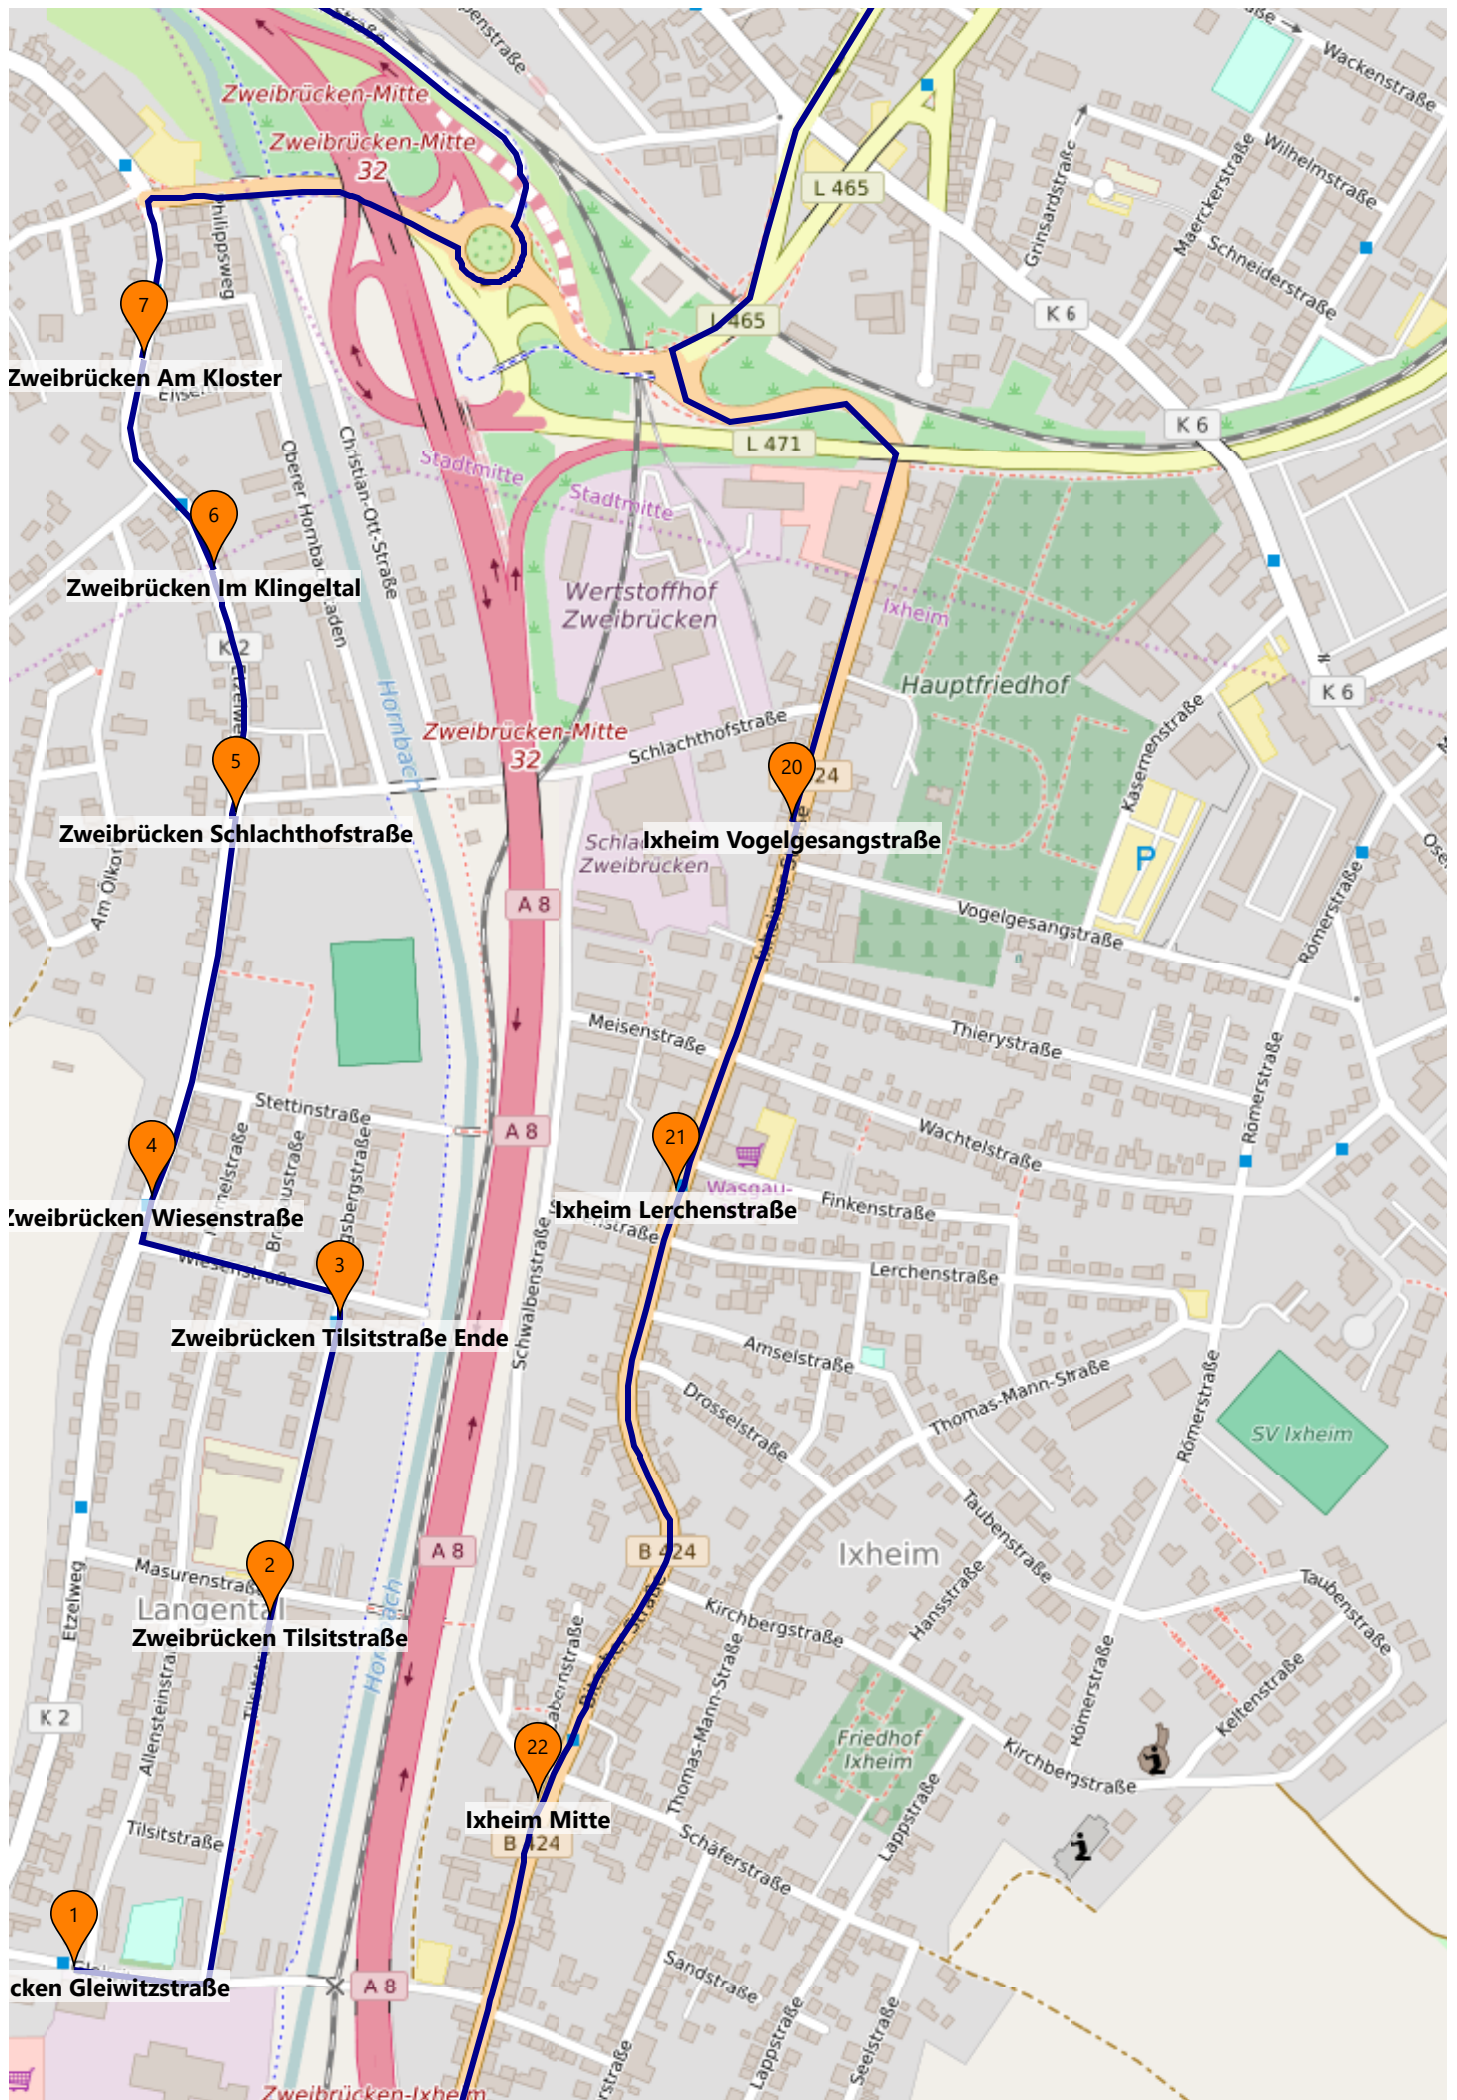 Wackenstraße
Zweibrücken-Mitte
Zweibrücken-Mitte
32
L 465
Wilhelmstraße
Maerckerstraße
Grinsardstraße
Schneiderstraße
Philippsweg
7
Zweibrücken Am Kloster
L 465
K 6
K 6
L 471
Stadtmitte
Stadtmitte
Christian-Ott-Straße
6
Zweibrücken Im Klingeltal
K 2
Wertstoffhof
Zweibrücken
Ixheim
Hauptfriedhof
K 6
Hornbach
Zweibrücken-Mitte
32
Schlachthofstraße
Kasernenstraße
5
Zweibrücken Schlachthofstraße
20
24
Ixheim Vogelgesangstraße
Zweibrücken
P
A 8
Vogelgesangstraße
Römerstraße
Meisenstraße
Thierystraße
Römerstraße
Stettinstraße
A 8
4
Zweibrücken Wiesenstraße
21
Wachtelstraße
Wasgau-
Ixheim Lerchenstraße
Finkenstraße
Wiesenstraße
3
Zweibrücken Tilsitstraße Ende
Schwalbenstraße
Lerchenstraße
Amselstraße
Drosselstraße
Thomas-Mann-Straße
Römerstraße
SV Ixheim
Taubenstraße
A 8
B 424
Ixheim
Etzelweg
Masurenstraße
2
Langental
Zweibrücken Tilsitstraße
Kirchbergstraße
Hansstraße
Taubenstraße
Römerstraße
Keltenstraße
K 2
Thomas-Mann-Straße
Friedhof
Ixheim
Kirchbergstraße
22
Ixheim Mitte
B 424
Tilsitstraße
Schäferstraße
Lappstraße
1
cken Gleiwitzstraße
A 8
Sandstraße
Lappstraße
Seelstraße
Zweibrücken-Ixheim